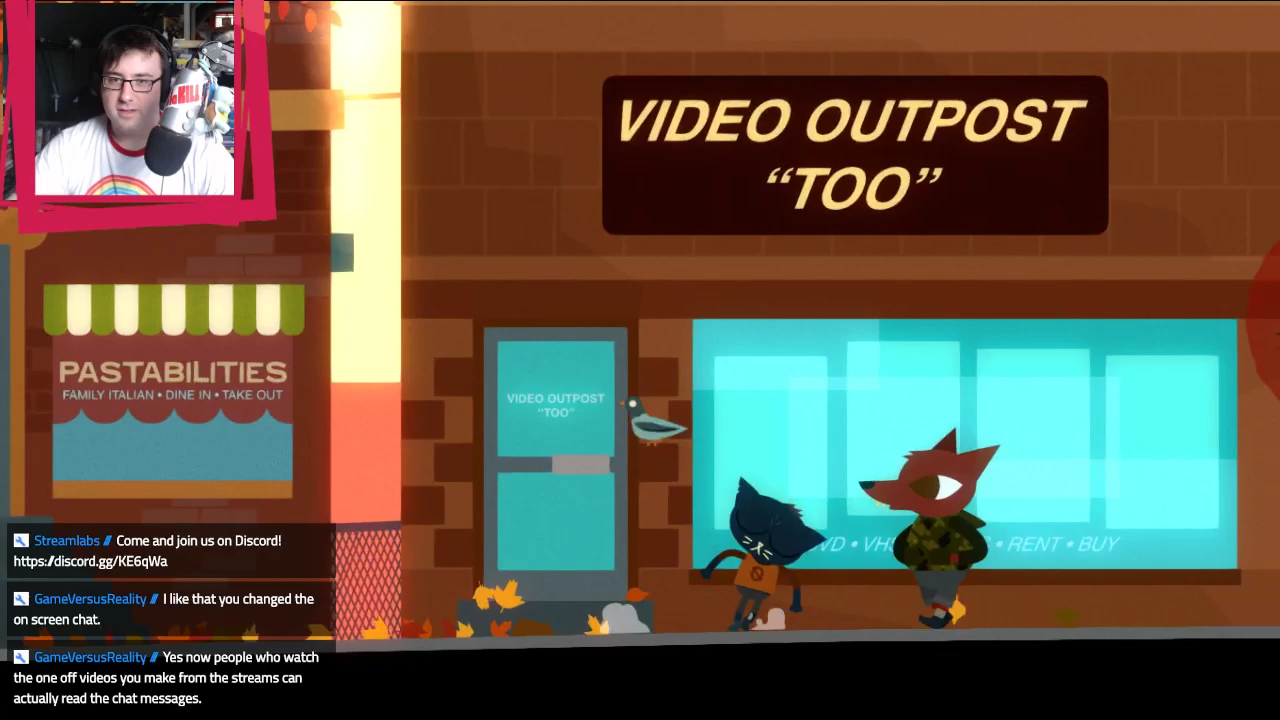 VIDEO OUTPOST
“TOO”
PASTABILITIES
FAMILY ITALIAN • DINE IN • TAKE OUT
VIDEO OUTPOST
“TOO”
• RENT • BUY
Streamlabs // Come and join us on Discord!
https://discord.gg/KE6qWa
GameVersusReality // I like that you changed the
on screen chat.
GameVersusReality // Yes now people who watch
the one off videos you make from the streams can
actually read the chat messages.